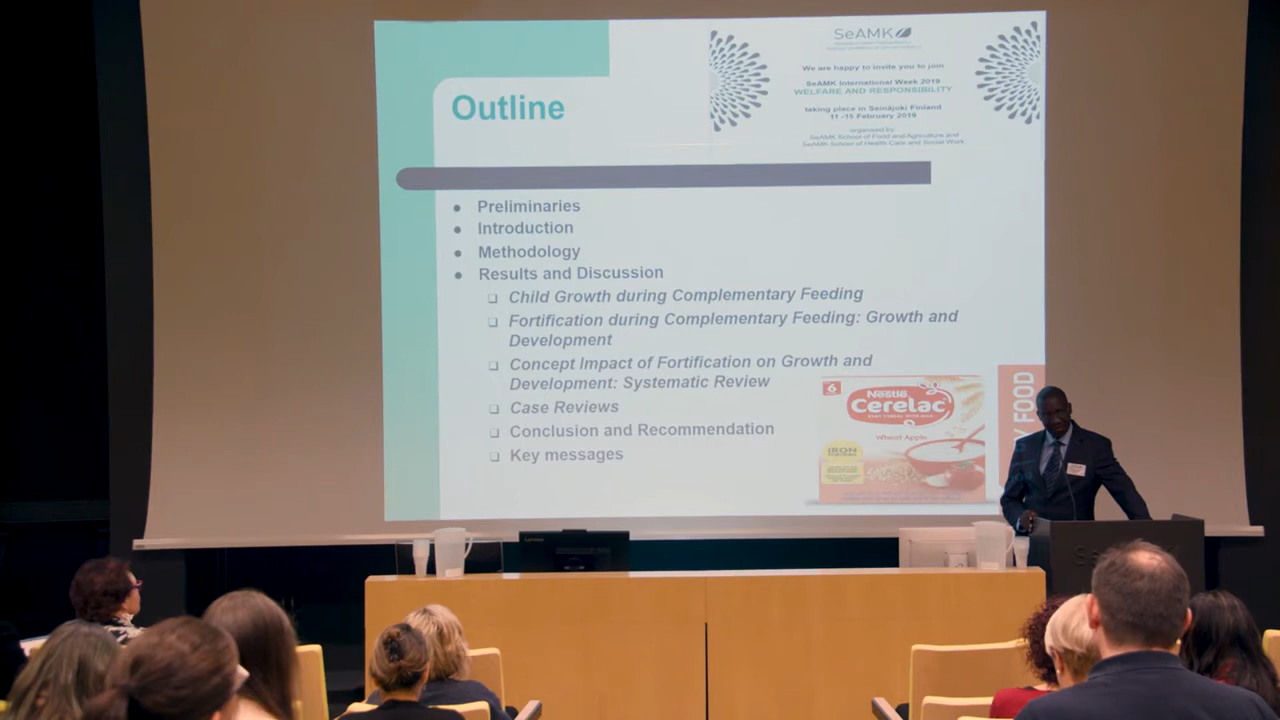 Outline
SeAMK
We are happy to invite you to join
SeAMK International Week 2019
WELFARE AND RESPONSIBILITY
taking place in Seinäjoki Finland
11 -15 February 2019
organised by
SeAMK School of Food and Agriculture and
SeAMK School of Health Care and Social Work
Preliminaries
Introduction
Methodology
Results and Discussion
Child Growth during Complementary Feeding
Fortification during Complementary Feeding: Growth and
Development
Concept Impact of Fortification on Growth and
Development: Systematic Review
Case Reviews
Conclusion and Recommendation
Key messages
6
Nestlé
Cerelac
Wheat Apple
IRON
Y FOOD
Lenovo